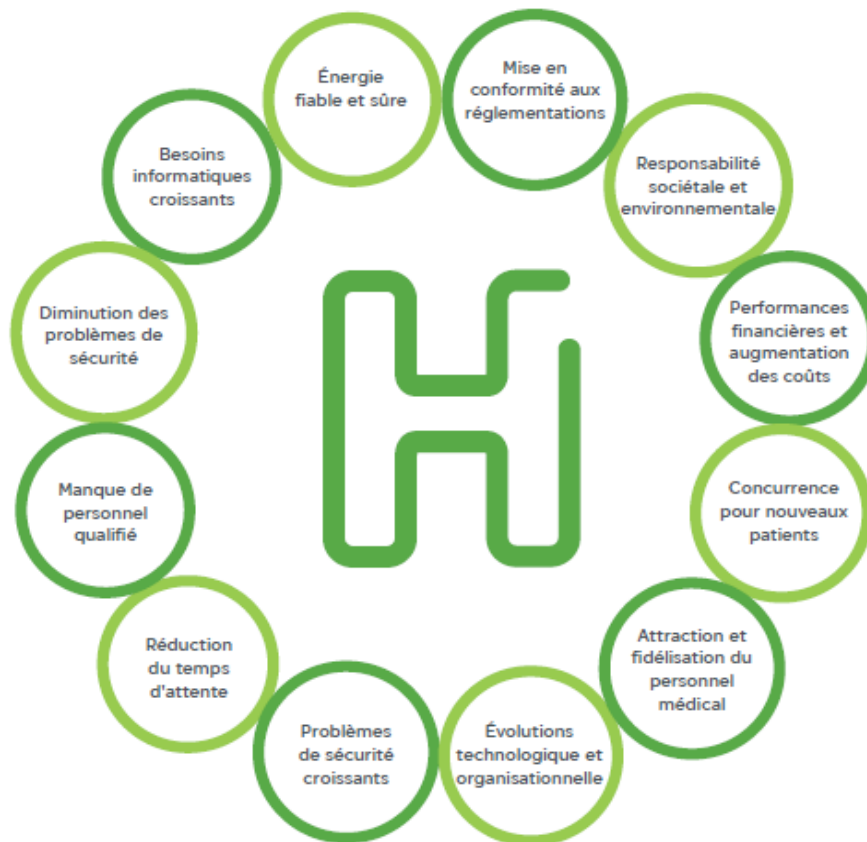 Énergie
fiable et sûre
Mise en
conformité aux
réglementations
Responsabilité
sociétale et
environnementale
Performances
financières et
augmentation
des coûts
Concurrence
pour nouveaux
patients
Attraction et
fidélisation du
personnel
médical
Évolutions
technologique et
organisationnelle
Problèmes
de sécurité
croissants
Réduction
du temps
d'attente
Manque de
personnel
qualifié
Diminution des
problèmes de
sécurité
Besoins
informatiques
croissants
H